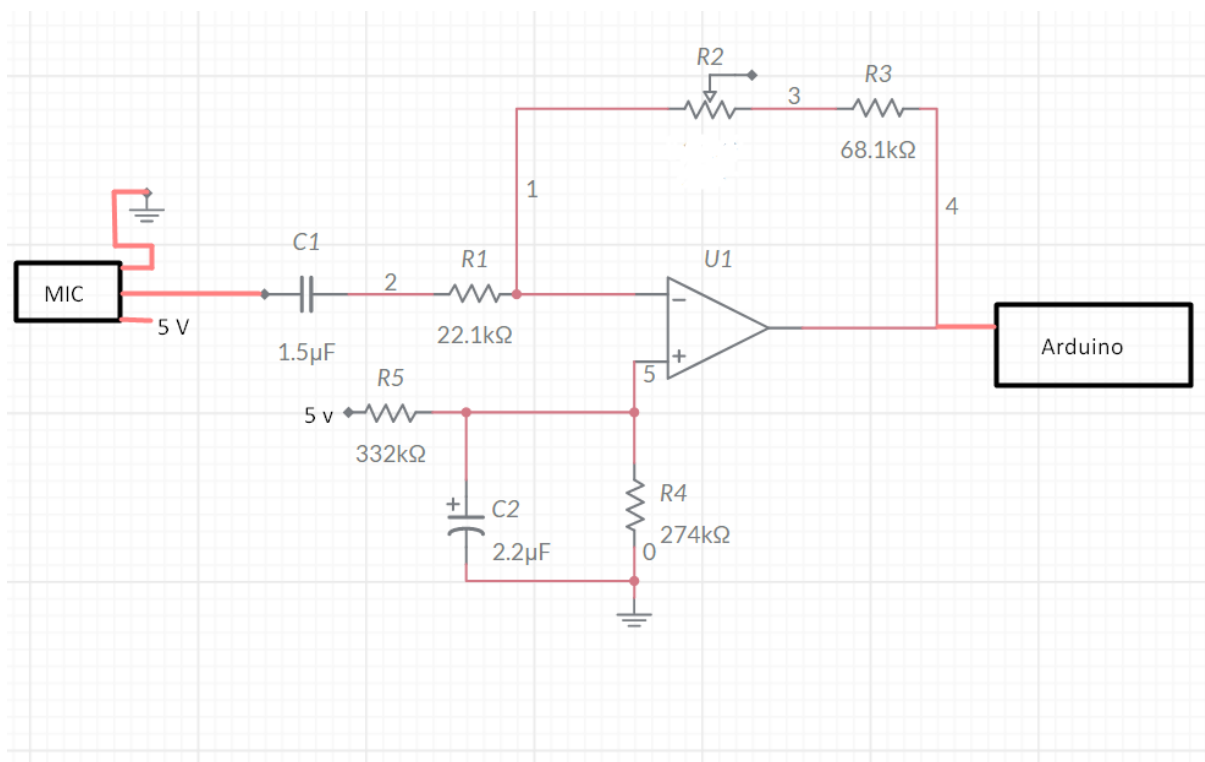 R2
R3
3
68.1kΩ
1
4
C1
R1
U1
2
MIC
5 V
1.5µF
22.1kΩ
Arduino
−
+
5
R5
5 v
332kΩ
+
C2
R4
2.2µF
274kΩ
0